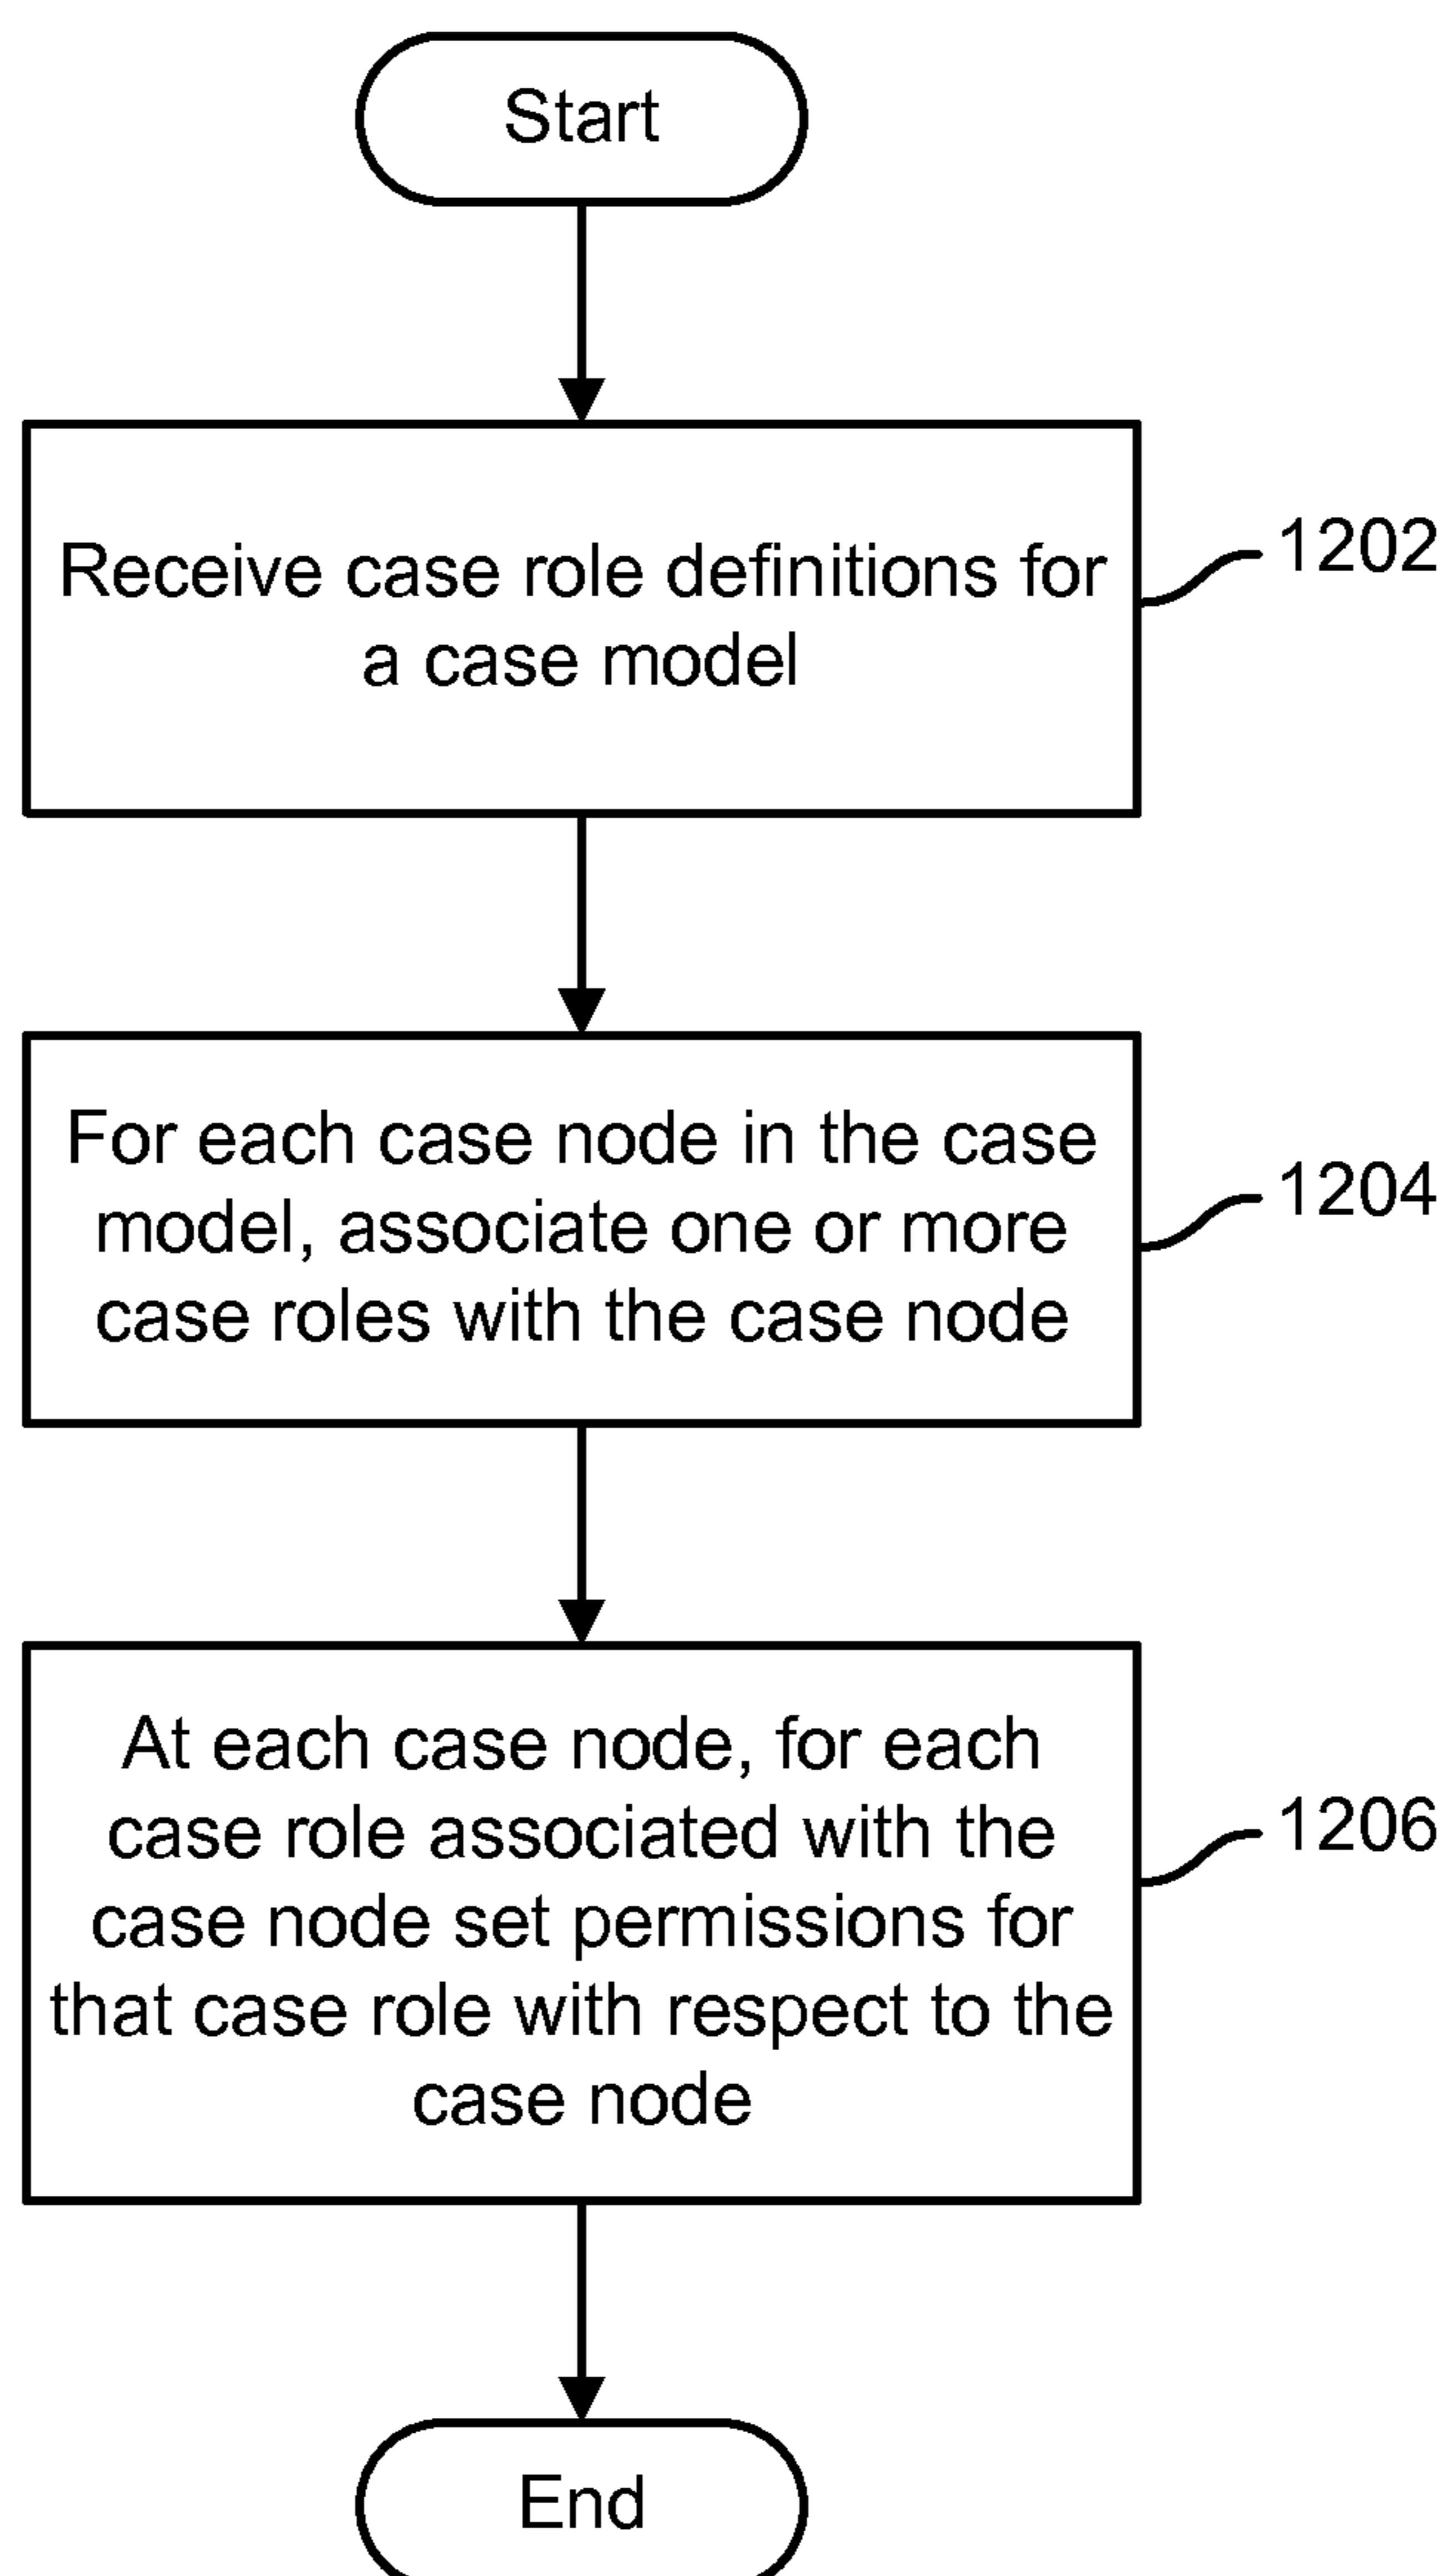 Start
Receive case role definitions for
a case model
1202
For each case node in the case
model, associate one or more
case roles with the case node
1204
At each case node, for each
case role associated with the
case node set permissions for
that case role with respect to the
case node
1206
End